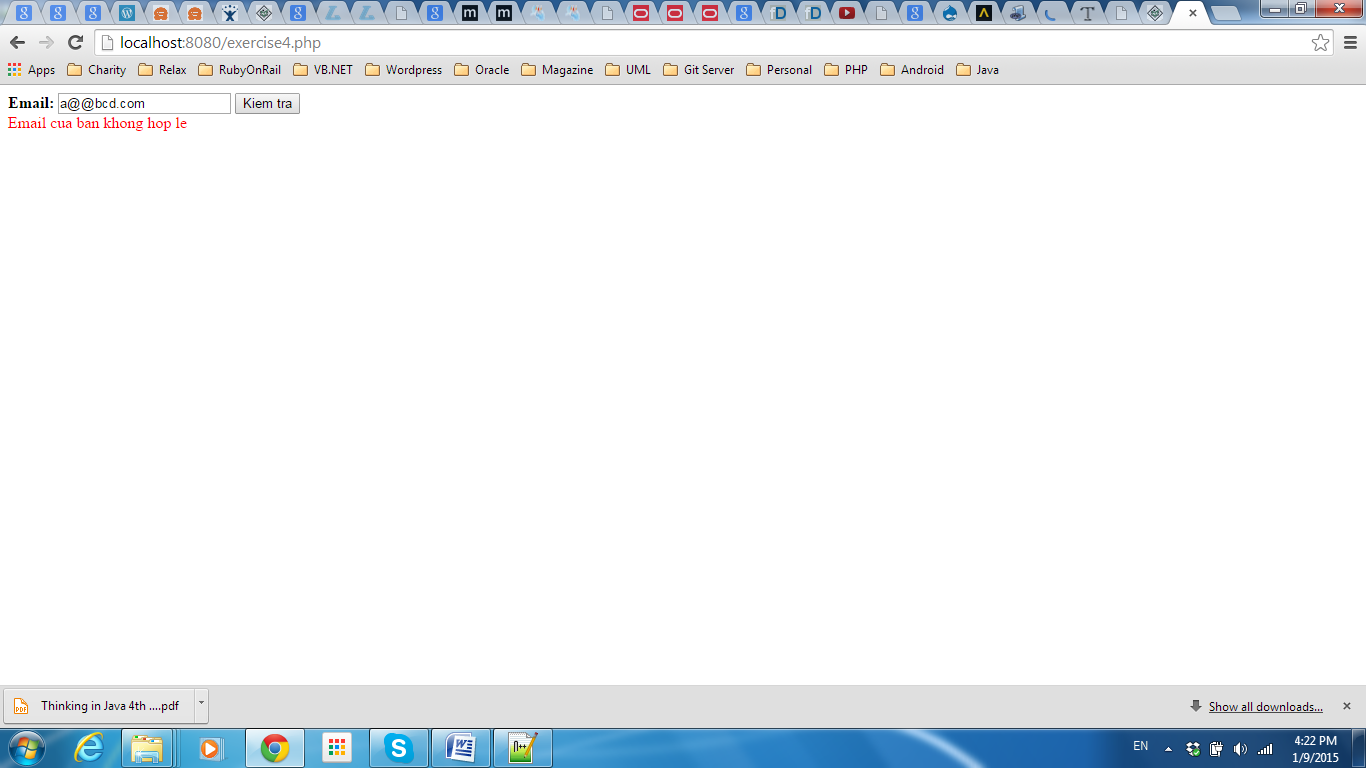 localhost:8080/exercise4.php
Apps Charity Relax RubyOnRail VB.NET Wordpress Oracle Magazine UML Git Server Personal PHP Android Java
Email: a@@bcd.com Kiem tra
Email cua ban khong hop le
Thinking in Java 4th ....pdf Show all downloads...
EN 4:22 PM
1/9/2015